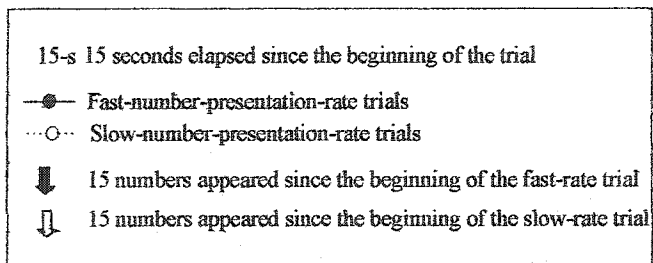 15-s 15 seconds elapsed since the beginning of the trial
Fast-number-presentation-rate trials
Slow-number-presentation-rate trials
15 numbers appeared since the beginning of the fast-rate trial
15 numbers appeared since the beginning of the slow-rate trial